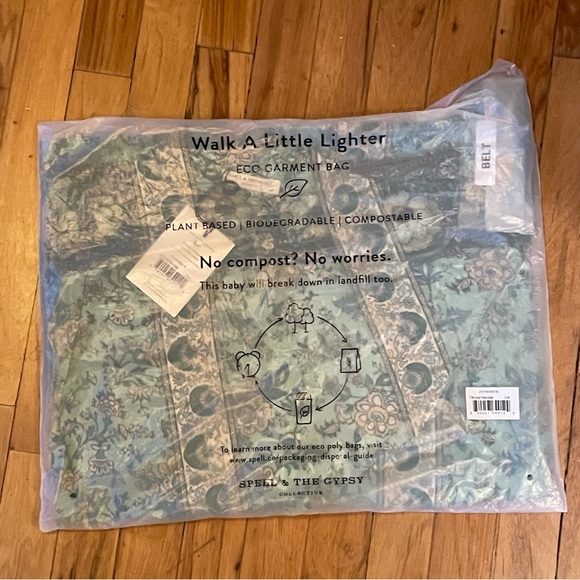 Walk A Little Lighter
ECO GARMENT BAG
BELT
PLANT BASED | BIODEGRADABLE | COMPOSTABLE
No compost? No worries.
This baby will break down in landfill too.
1
To learn more about our eco poly bags, visit
www.spell.co/packaging-disposal-guide
SPELL & THE GYPSY
COLLECTIVE